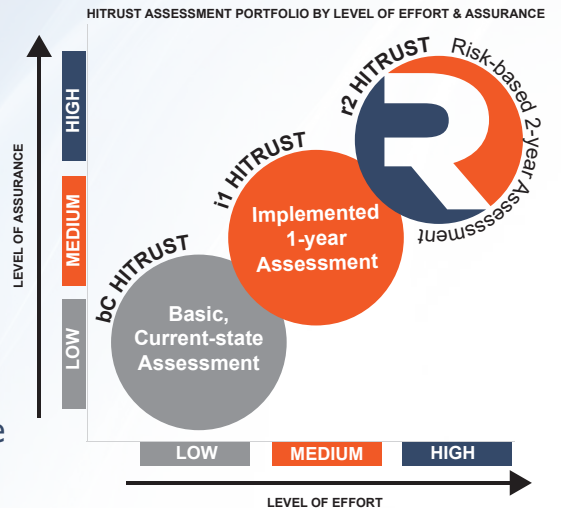 HITRUST ASSESSMENT PORTFOLIO BY LEVEL OF EFFORT & ASSURANCE
LEVEL OF ASSURANCE
HIGH
MEDIUM
LOW
r2 HITRUST
Risk-based 2-year Assessment
R
i1 HITRUST
Implemented
1-year
Assessment
bC HITRUST
Basic,
Current-state
Assessment
e
LOW
MEDIUM
HIGH
LEVEL OF EFFORT